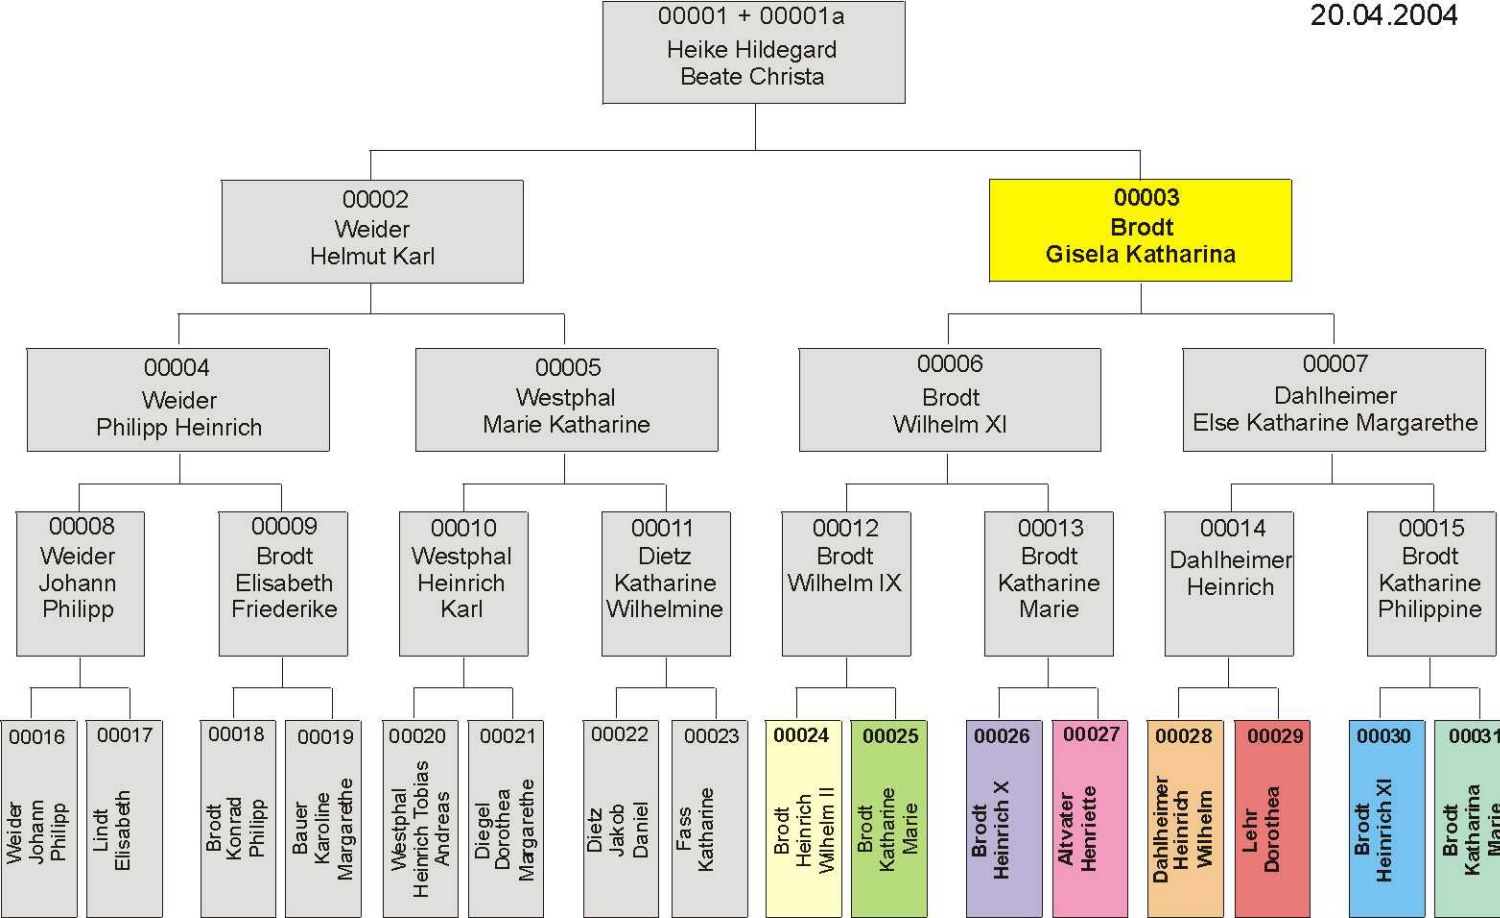 20.04.2004
00001 + 00001a
Heike Hildegard
Beate Christa
00002
Weider
Helmut Karl
00003
Brodt
Gisela Katharina
00004
Weider
Philipp Heinrich
00005
Westphal
Marie Katharine
00006
Brodt
Wilhelm XI
00007
Dahlheimer
Else Katharine Margarethe
00008
Weider
Johann
Philipp
00009
Brodt
Elisabeth
Friederike
00010
Westphal
Heinrich
Karl
00011
Dietz
Katharine
Wilhelmine
00012
Brodt
Wilhelm IX
00013
Brodt
Katharine
Marie
00014
Dahlheimer
Heinrich
00015
Brodt
Katharine
Philippine
00016
Weider
Johann
Philipp
00017
Lindt
Elisabeth
00018
Brodt
Konrad
Philipp
00019
Bauer
Karoline
Margarethe
00020
Westphal
Heinrich Tobias
Andreas
00021
Diegel
Dorothea
Margarethe
00022
Dietz
Jakob
Daniel
00023
Fass
Katharine
00024
Brodt
Heinrich
Wilhelm II
00025
Brodt
Katharine
Marie
00026
Brodt
Heinrich X
00027
Altvater
Henriette
00028
Dahlheimer
Heinrich
Wilhelm
00029
Lehr
Dorothea
00030
Brodt
Heinrich XI
00031
Brodt
Katharina
Marie